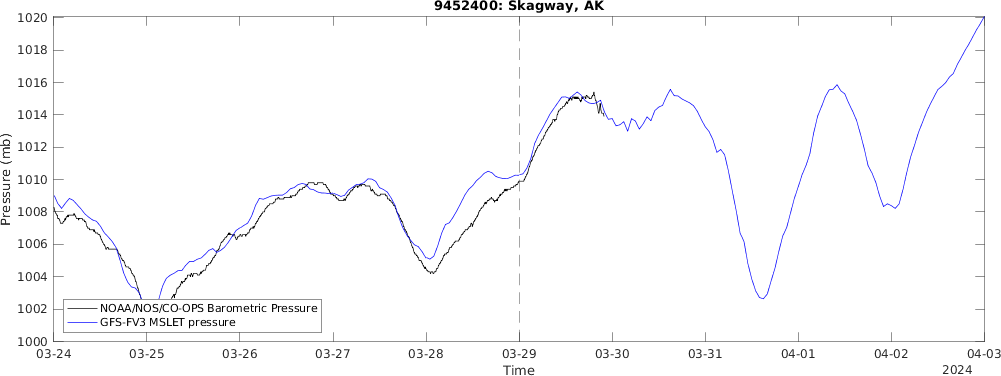 9452400: Skagway, AK
Pressure (mb)
1020
1018
1016
1014
1012
1010
1008
1006
1004
1002
1000
NOAA/NOS/CO-OPS Barometric Pressure
GFS-FV3 MSLET pressure
03-24 03-25 03-26 03-27 03-28 03-29 03-30 03-31 04-01 04-02 04-03
Time
2024